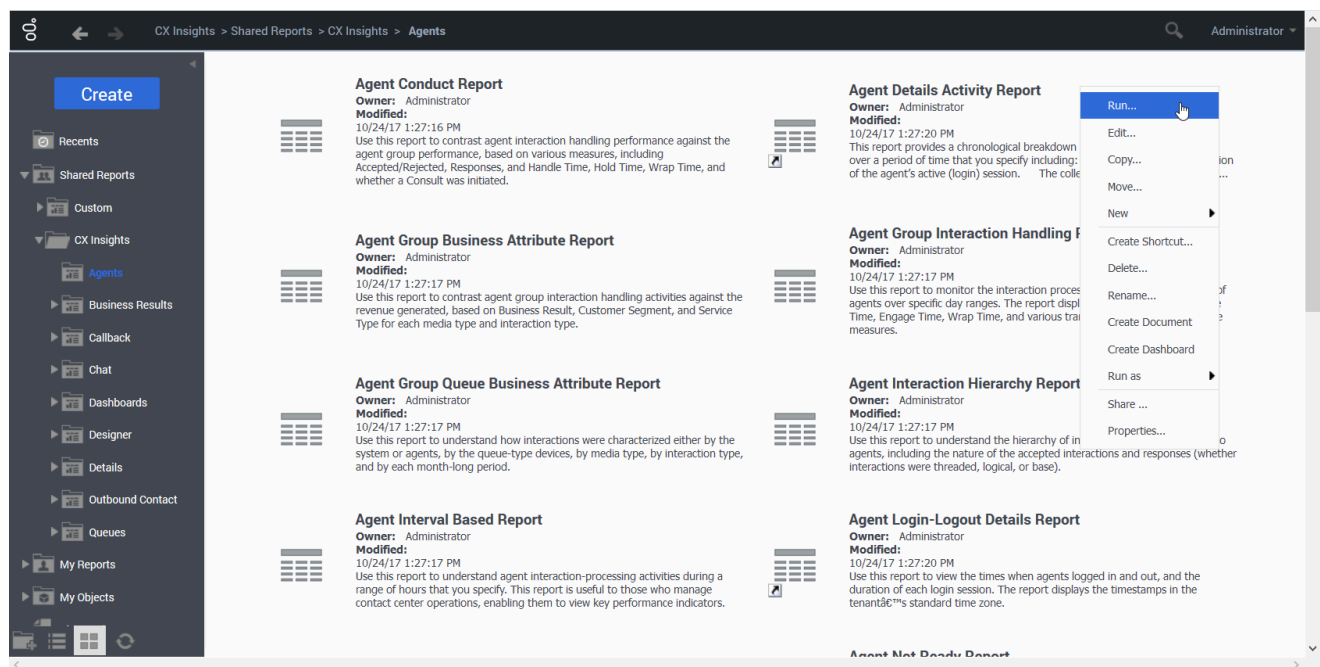 CX Insights > Shared Reports > CX Insights > Agents
Administrator
Create
Recents
Shared Reports
Custom
CX Insights
Agents
Business Results
Callback
Chat
Dashboards
Designer
Details
Outbound Contact
Queues
My Reports
My Objects
Agent Conduct Report
Owner: Administrator
Modified:
10/24/17 1:27:16 PM
Use this report to contrast agent interaction handling performance against the
agent group performance, based on various measures, including
Accepted/Rejected, Responses, and Handle Time, Hold Time, Wrap Time, and
whether a Consult was initiated.
Agent Details Activity Report
Owner: Administrator
Modified:
10/24/17 1:27:20 PM
This report provides a chronological breakdown
over a period of time that you specify including: ion
of the agent's active (login) session. The colle ...
Agent Group Business Attribute Report
Owner: Administrator
Modified:
10/24/17 1:27:17 PM
Use this report to contrast agent group interaction handling activities against the
revenue generated, based on Business Result, Customer Segment, and Service
Type for each media type and interaction type.
Agent Group Interaction Handling
Owner: Administrator
Modified:
10/24/17 1:27:17 PM
Use this report to monitor the interaction proces of
agents over specific day ranges. The report displ
Time, Engage Time, Wrap Time, and various tra e
measures.
Agent Group Queue Business Attribute Report
Owner: Administrator
Modified:
10/24/17 1:27:17 PM
Use this report to understand how interactions were characterized either by the
system or agents, by the queue-type devices, by media type, by interaction type,
and by each month-long period.
Agent Interaction Hierarchy Report
Owner: Administrator
Modified:
10/24/17 1:27:17 PM
Use this report to understand the hierarchy of in o
agents, including the nature of the accepted interactions and responses (whether
interactions were threaded, logical, or base).
Agent Interval Based Report
Owner: Administrator
Modified:
10/24/17 1:27:17 PM
Use this report to understand agent interaction-processing activities during a
range of hours that you specify. This report is useful to those who manage
contact center operations, enabling them to view key performance indicators.
Agent Login-Logout Details Report
Owner: Administrator
Modified:
10/24/17 1:27:20 PM
Use this report to view the times when agents logged in and out, and the
duration of each login session. The report displays the timestamps in the
tenantâ€™s standard time zone.
Agent Not Ready Report
Run...
Edit...
Copy...
Move...
New
Create Shortcut...
Delete...
Rename...
Create Document
Create Dashboard
Run as
Share ...
Properties...